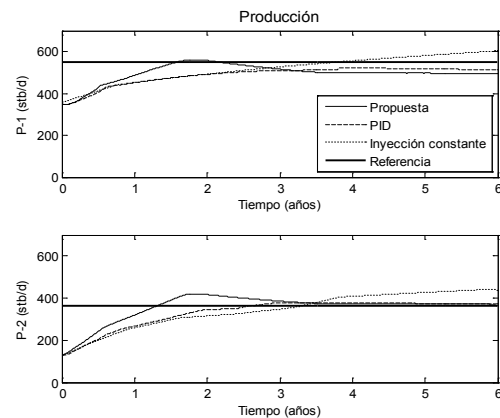 Producción
600
400
200
0
P-1 (stb/d)
Propuesta
PID
Inyección constante
Referencia
0 1 2 3 4 5 6
Tiempo (años)
600
400
200
0
P-2 (stb/d)
0 1 2 3 4 5 6
Tiempo (años)